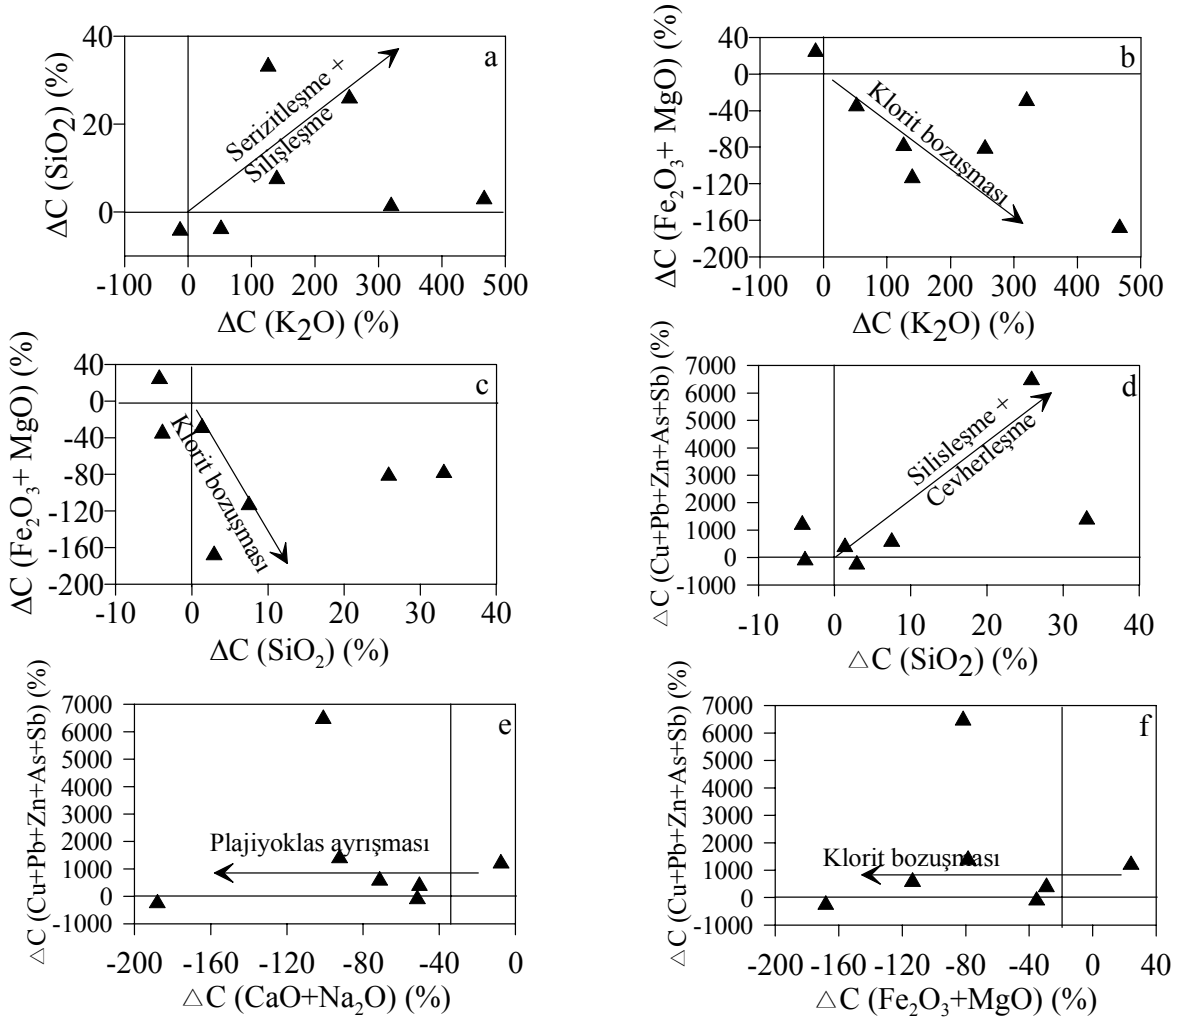 40
20
0
-100 0 100 200 300 400 500
ΔC (K2O) (%)
ΔC (SiO2) (%)
a
Serizitleşme +
Silişleşme
40
0
-40
-80
-120
-160
-200
-100 0 100 200 300 400 500
ΔC (K2O) (%)
ΔC (Fe2O3+ MgO) (%)
b
Klorit bozuşması
40
0
-40
-80
-120
-160
-200
-10 0 10 20 30 40
ΔC (SiO2) (%)
ΔC (Fe2O3+ MgO) (%)
c
Klorit bozuşması
7000
6000
5000
4000
3000
2000
1000
0
-1000
-10 0 10 20 30 40
△C (SiO2) (%)
△C (Cu+Pb+Zn+As+Sb) (%)
d
Silisleşme +
Cevherleşme
7000
6000
5000
4000
3000
2000
1000
0
-1000
-200 -160 -120 -80 -40 0
△C (CaO+Na2O) (%)
△C (Cu+Pb+Zn+As+Sb) (%)
e
Plajiyoklas ayrışması
7000
6000
5000
4000
3000
2000
1000
0
-1000
-200 -160 -120 -80 -40 0 40
△C (Fe2O3+MgO) (%)
△C (Cu+Pb+Zn+As+Sb) (%)
f
Klorit bozuşması